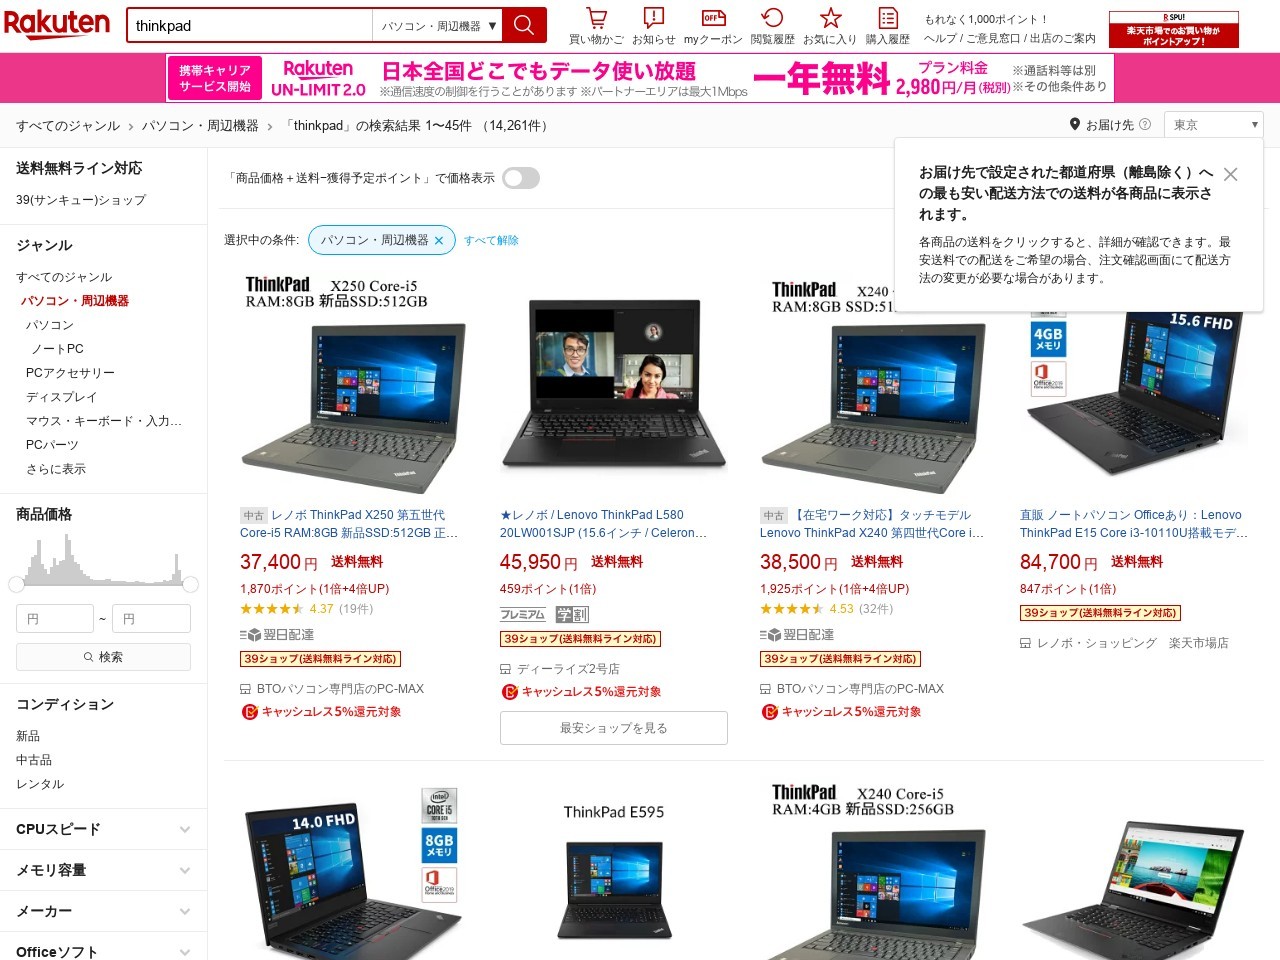 Rakuten
thinkpad
パソコン・周辺機器 ▼
買い物かご
お知らせ
myクーポン
閲覧履歴
お気に入り
購入履歴
もれなく1,000ポイント！
ヘルプ / ご意見窓口 / 出店のご案内
SPU!
楽天市場でのお買い物が
ポイントアップ！
携帯キャリア
サービス開始
Rakuten
UN-LIMIT 2.0
日本全国どこでもデータ使い放題
※通信速度の制御を行うことがあります ※パートナーエリアは最大1Mbps
一年無料
プラン料金
2,980円/月(税別)
※通話料等は別
※その他条件あり
すべてのジャンル > パソコン・周辺機器 > 「thinkpad」の検索結果 1〜45件 （14,261件）
お届け先
東京
お届け先で設定された都道府県（離島除く）へ
の最も安い配送方法での送料が各商品に表示さ
れます。
各商品の送料をクリックすると、詳細が確認できます。最
安送料での配送をご希望の場合、注文確認画面にて配送方
法の変更が必要な場合があります。
送料無料ライン対応
39(サンキュー)ショップ
ジャンル
すべてのジャンル
パソコン・周辺機器
パソコン
ノートPC
PCアクセサリー
ディスプレイ
マウス・キーボード・入力…
PCパーツ
さらに表示
商品価格
円 ~ 円
検索
コンディション
新品
中古品
レンタル
CPUスピード
メモリ容量
メーカー
Officeソフト
「商品価格＋送料−獲得予定ポイント」で価格表示
選択中の条件:
パソコン・周辺機器 ×
すべて解除
ThinkPad X250 Core-i5
RAM:8GB 新品SSD:512GB
中古 レノボ ThinkPad X250 第五世代
Core-i5 RAM:8GB 新品SSD:512GB 正…
37,400円 送料無料
1,870ポイント(1倍+4倍UP)
4.37 (19件)
翌日配達
39ショップ(送料無料ライン対応)
BTOパソコン専門店のPC-MAX
キャッシュレス5%還元対象
★レノボ / Lenovo ThinkPad L580
20LW001SJP (15.6インチ / Celeron…
45,950円 送料無料
459ポイント(1倍)
プレミアム 学割
39ショップ(送料無料ライン対応)
ディーライズ2号店
キャッシュレス5%還元対象
最安ショップを見る
ThinkPad X240
RAM:8GB SSD:51
中古 【在宅ワーク対応】タッチモデル
Lenovo ThinkPad X240 第四世代Core i…
38,500円 送料無料
1,925ポイント(1倍+4倍UP)
4.53 (32件)
翌日配達
39ショップ(送料無料ライン対応)
BTOパソコン専門店のPC-MAX
キャッシュレス5%還元対象
15.6 FHD
4GB
メモリ
Office2019
直販 ノートパソコン Officeあり：Lenovo
ThinkPad E15 Core i3-10110U搭載モデ…
84,700円 送料無料
847ポイント(1倍)
39ショップ(送料無料ライン対応)
レノボ・ショッピング　楽天市場店
14.0 FHD
intel
CORE i5
8GB
メモリ
Office2019
ThinkPad E595
ThinkPad X240 Core-i5
RAM:4GB 新品SSD:256GB